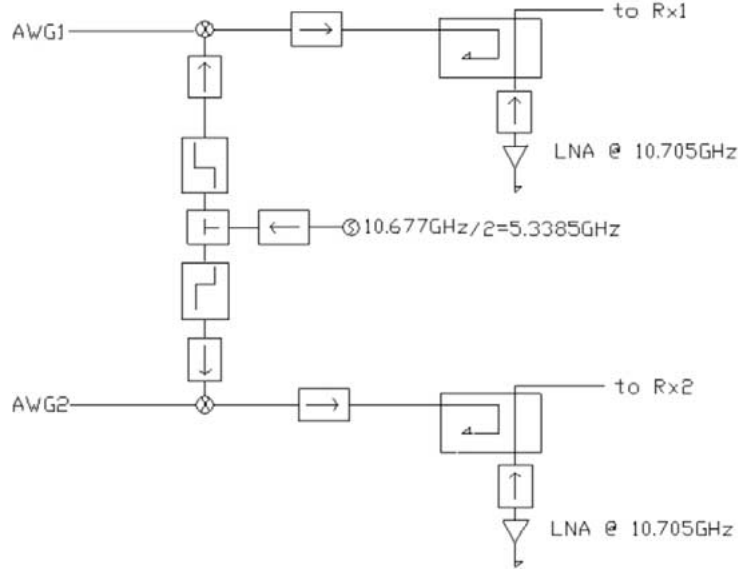 to Rx1
AWG1
LNA @ 10.705GHz
10.677GHz/2=5.3385GHz
to Rx2
AWG2
LNA @ 10.705GHz